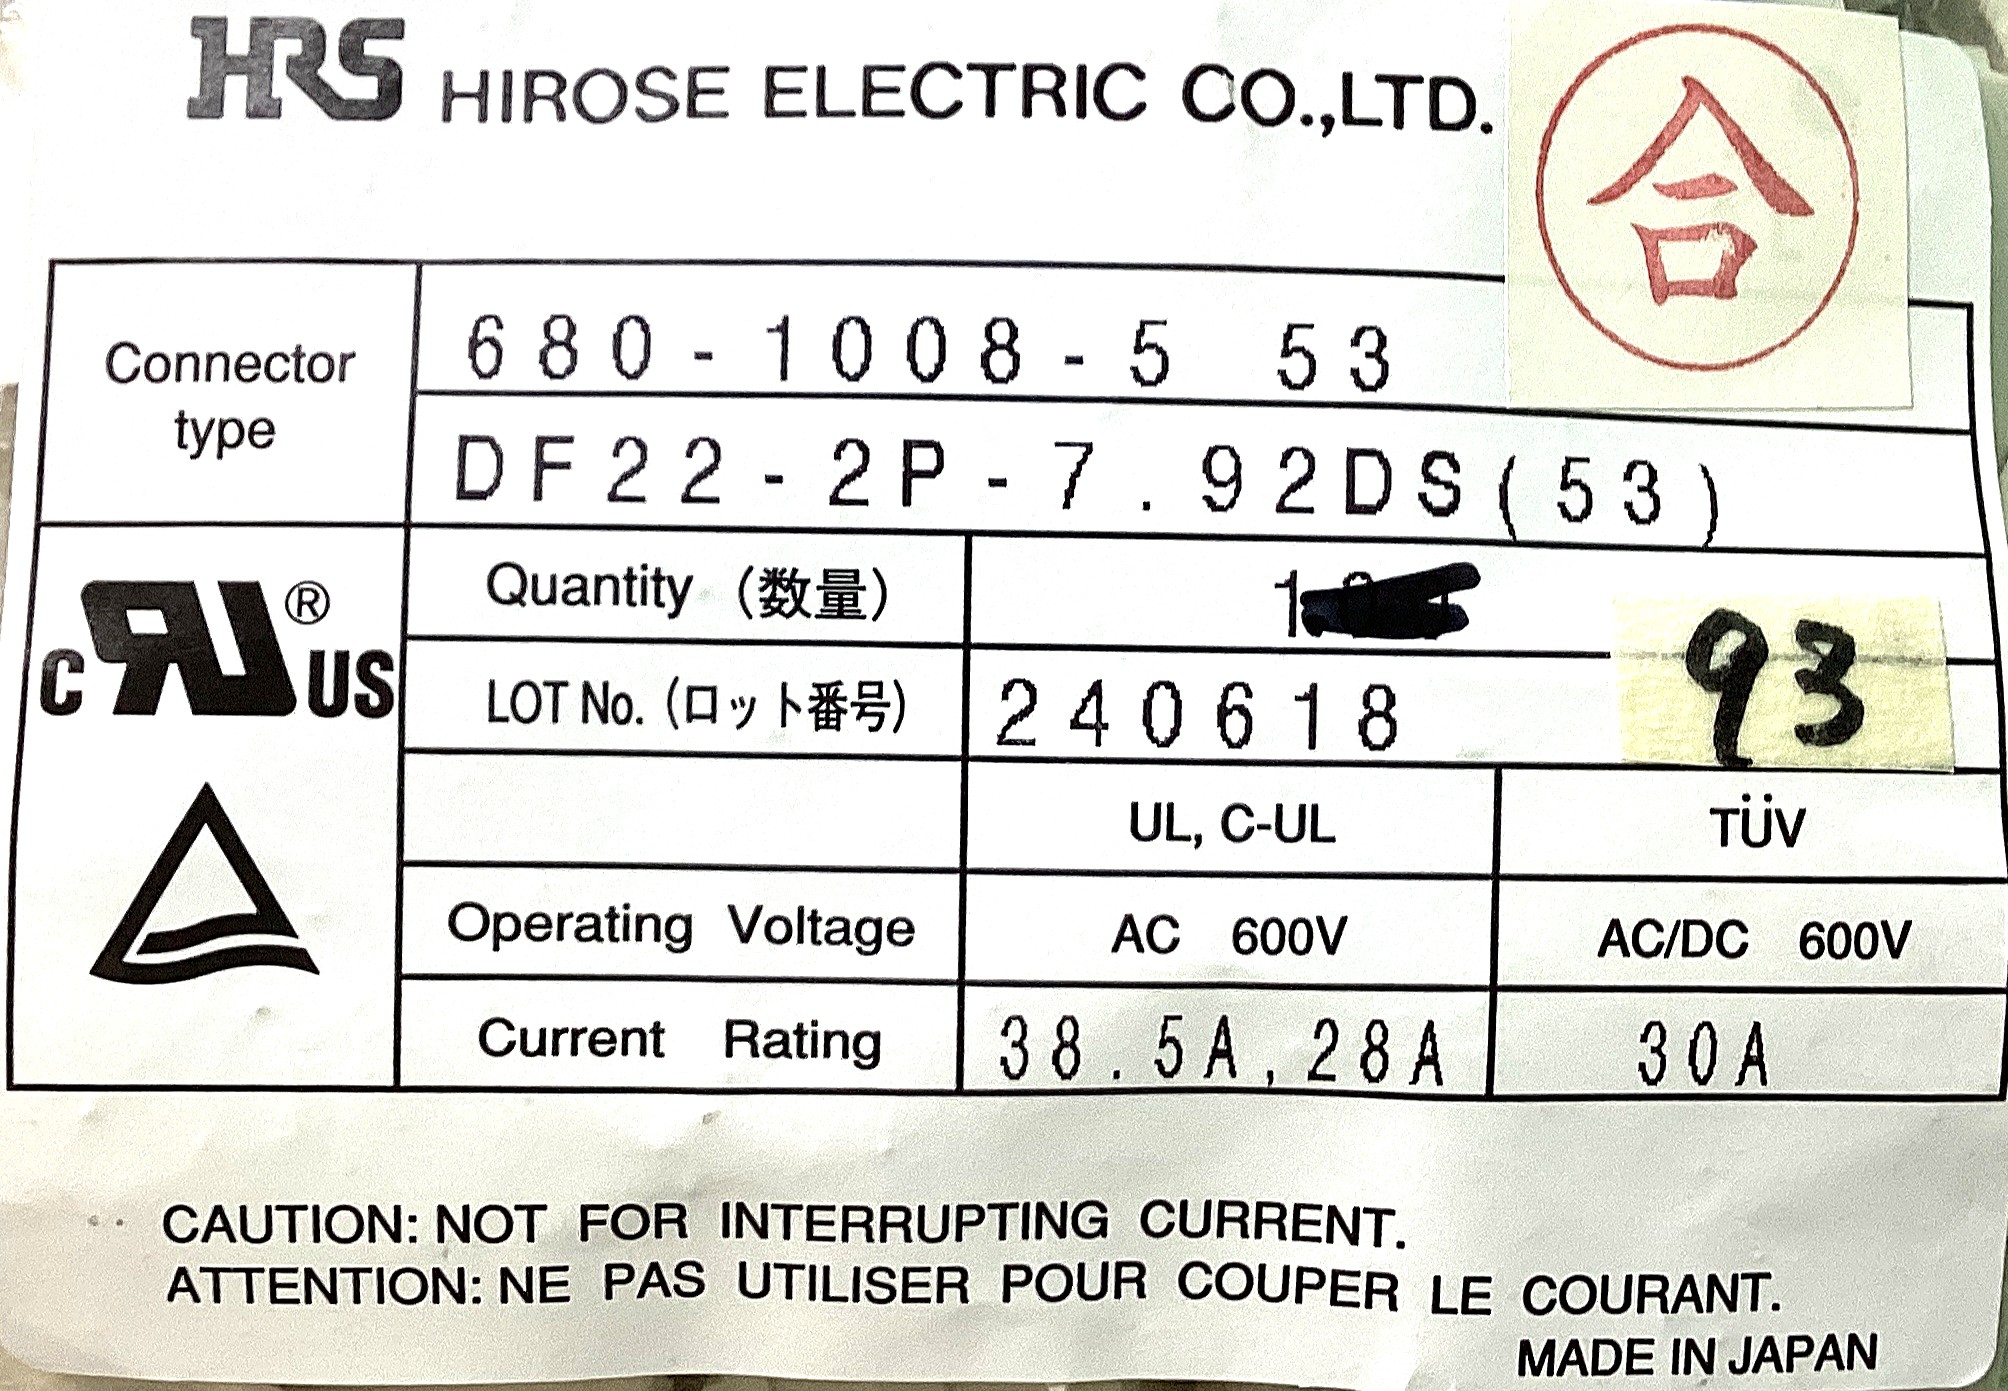 HRS HIROSE ELECTRIC CO.,LTD.
合
Connector type
680-1008-5 53
DF22-2P-7.92DS(53)
Quantity (数量)
LOT No. (ロット番号) 240618
93
C RU ® US
UL, C-UL TÜV
Operating Voltage AC 600V AC/DC 600V
Current Rating 38.5A,28A 30A
CAUTION: NOT FOR INTERRUPTING CURRENT.
ATTENTION: NE PAS UTILISER POUR COUPER LE COURANT.
MADE IN JAPAN